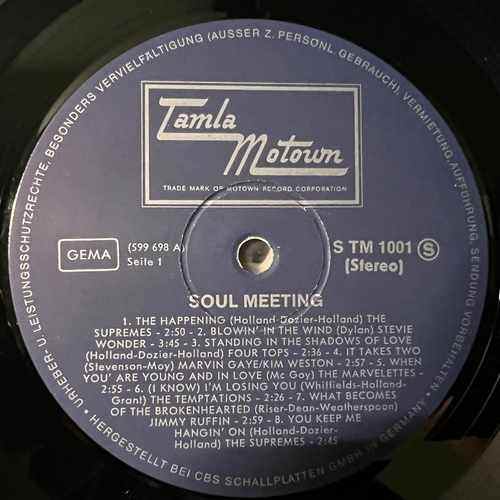 URHEBER- U. LEISTUNGSSCHUTZRECHTE, BESONDERS VERVIELFÄLTIGUNG (AUSSER Z. PERSONL. GEBRAUCH), VERMIETUNG, AUFFÜHRUNG, SENDUNG VORBEHALTEN.
Tamla
Motown
TRADE MARK OF MOTOWN RECORD CORPORATION
GEMA
(599 698 A)
Seite 1
S TM 1001 S
(Stereo)
SOUL MEETING
1. THE HAPPENING (Holland-Dozier-Holland) THE
SUPREMES - 2:50 - 2. BLOWIN' IN THE WIND (Dylan) STEVIE
WONDER - 3:45 - 3. STANDING IN THE SHADOWS OF LOVE
(Holland-Dozier-Holland) FOUR TOPS - 2:36 - 4. IT TAKES TWO
(Stevenson-Moy) MARVIN GAYE/KIM WESTON - 2:57 - 5. WHEN
YOU' ARE YOUNG AND IN LOVE (Mc Goy) THE MARVELETTES -
2:55 - 6. (I KNOW) I'M LOSING YOU (Whitfields-Holland-
Grant) THE TEMPTATIONS - 2:26 - 7. WHAT BECOMES
OF THE BROKENHEARTED (Riser-Dean-Weatherspoon)
JIMMY RUFFIN - 2:59 - 8. YOU KEEP ME
HANGIN' ON (Holland-Dozier-
Holland) THE SUPREMES - 2:45
• HERGESTELLT BEI CBS SCHALLPLATTEN GMBH IN GERMANY •